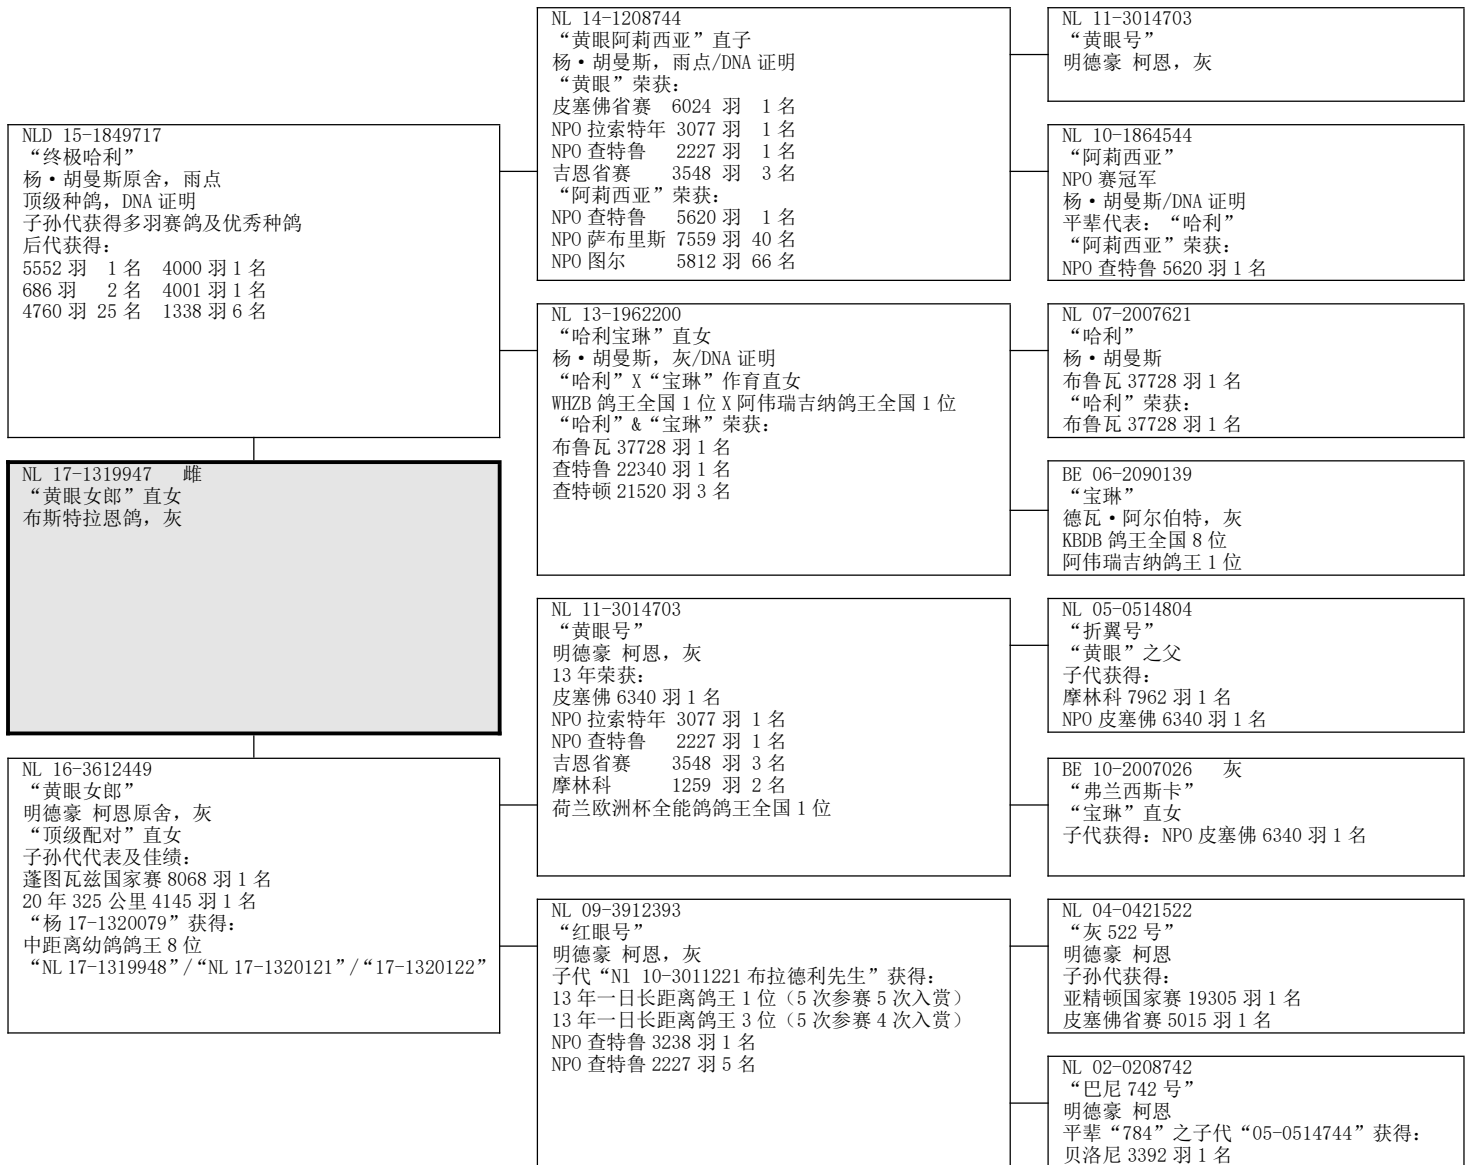 NLD 15-1849717
“终极哈利”
杨·胡曼斯原舍，雨点
顶级种鸽，DNA 证明
子孙代获得多羽赛鸽及优秀种鸽
后代获得：
5552 羽 1 名 4000 羽 1 名
686 羽 2 名 4001 羽 1 名
4760 羽 25 名 1338 羽 6 名
NL 17-1319947 雌
“黄眼女郎”直女
布斯特拉恩鸽，灰
NL 16-3612449
“黄眼女郎”
明德豪 柯恩原舍，灰
“顶级配对”直女
子孙代代表及佳绩：
蓬图瓦兹国家赛 8068 羽 1 名
20 年 325 公里 4145 羽 1 名
“杨 17-1320079”获得：
中距离幼鸽鸽王 8 位
“NL 17-1319948”/“NL 17-1320121”/“17-1320122”
NL 14-1208744
“黄眼阿莉西亚”直子
杨·胡曼斯，雨点/DNA 证明
“黄眼”荣获：
皮塞佛省赛 6024 羽 1 名
NPO 拉索特年 3077 羽 1 名
NPO 查特鲁 2227 羽 1 名
吉恩省赛 3548 羽 3 名
“阿莉西亚”荣获：
NPO 查特鲁 5620 羽 1 名
NPO 萨布里斯 7559 羽 40 名
NPO 图尔 5812 羽 66 名
NL 13-1962200
“哈利宝琳”直女
杨·胡曼斯，灰/DNA 证明
“哈利”X“宝琳”作育直女
WHZB 鸽王全国 1 位 X 阿伟瑞吉纳鸽王全国 1 位
“哈利”&“宝琳”荣获：
布鲁瓦 37728 羽 1 名
查特鲁 22340 羽 1 名
查特顿 21520 羽 3 名
NL 11-3014703
“黄眼号”
明德豪 柯恩，灰
13 年荣获：
皮塞佛 6340 羽 1 名
NPO 拉索特年 3077 羽 1 名
NPO 查特鲁 2227 羽 1 名
吉恩省赛 3548 羽 3 名
摩林科 1259 羽 2 名
荷兰欧洲杯全能鸽鸽王全国 1 位
NL 09-3912393
“红眼号”
明德豪 柯恩，灰
子代“Nl 10-3011221 布拉德利先生”获得：
13 年一日长距离鸽王 1 位（5 次参赛 5 次入赏）
13 年一日长距离鸽王 3 位（5 次参赛 4 次入赏）
NPO 查特鲁 3238 羽 1 名
NPO 查特鲁 2227 羽 5 名
NL 11-3014703
“黄眼号”
明德豪 柯恩，灰
NL 10-1864544
“阿莉西亚”
NPO 赛冠军
杨·胡曼斯/DNA 证明
平辈代表：“哈利”
“阿莉西亚”荣获：
NPO 查特鲁 5620 羽 1 名
NL 07-2007621
“哈利”
杨·胡曼斯
布鲁瓦 37728 羽 1 名
“哈利”荣获：
布鲁瓦 37728 羽 1 名
BE 06-2090139
“宝琳”
德瓦·阿尔伯特，灰
KBDB 鸽王全国 8 位
阿伟瑞吉纳鸽王 1 位
NL 05-0514804
“折翼号”
“黄眼”之父
子代获得：
摩林科 7962 羽 1 名
NPO 皮塞佛 6340 羽 1 名
BE 10-2007026 灰
“弗兰西斯卡”
“宝琳”直女
子代获得：NPO 皮塞佛 6340 羽 1 名
NL 04-0421522
“灰 522 号”
明德豪 柯恩
子孙代获得：
亚精顿国家赛 19305 羽 1 名
皮塞佛省赛 5015 羽 1 名
NL 02-0208742
“巴尼 742 号”
明德豪 柯恩
平辈“784”之子代“05-0514744”获得：
贝洛尼 3392 羽 1 名